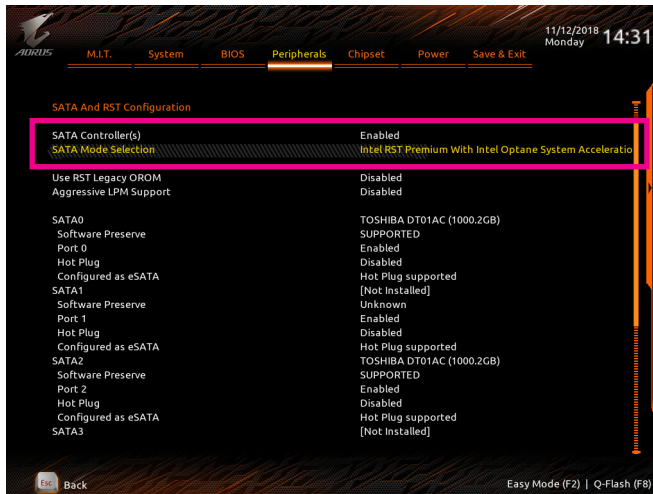 11/12/2018 14:31
Monday
AORUS
M.I.T. System BIOS Peripherals Chipset Power Save & Exit
SATA And RST Configuration
SATA Controller(s) Enabled
SATA Mode Selection Intel RST Premium With Intel Optane System Acceleratio
Use RST Legacy OROM Disabled
Aggressive LPM Support Disabled
SATA0 TOSHIBA DT01AC (1000.2GB)
Software Preserve SUPPORTED
Port 0 Enabled
Hot Plug Disabled
Configured as eSATA Hot Plug supported
SATA1 [Not Installed]
Software Preserve Unknown
Port 1 Enabled
Hot Plug Disabled
Configured as eSATA Hot Plug supported
SATA2 TOSHIBA DT01AC (1000.2GB)
Software Preserve SUPPORTED
Port 2 Enabled
Hot Plug Disabled
Configured as eSATA Hot Plug supported
SATA3 [Not Installed]
Esc Back Easy Mode (F2) | Q-Flash (F8)